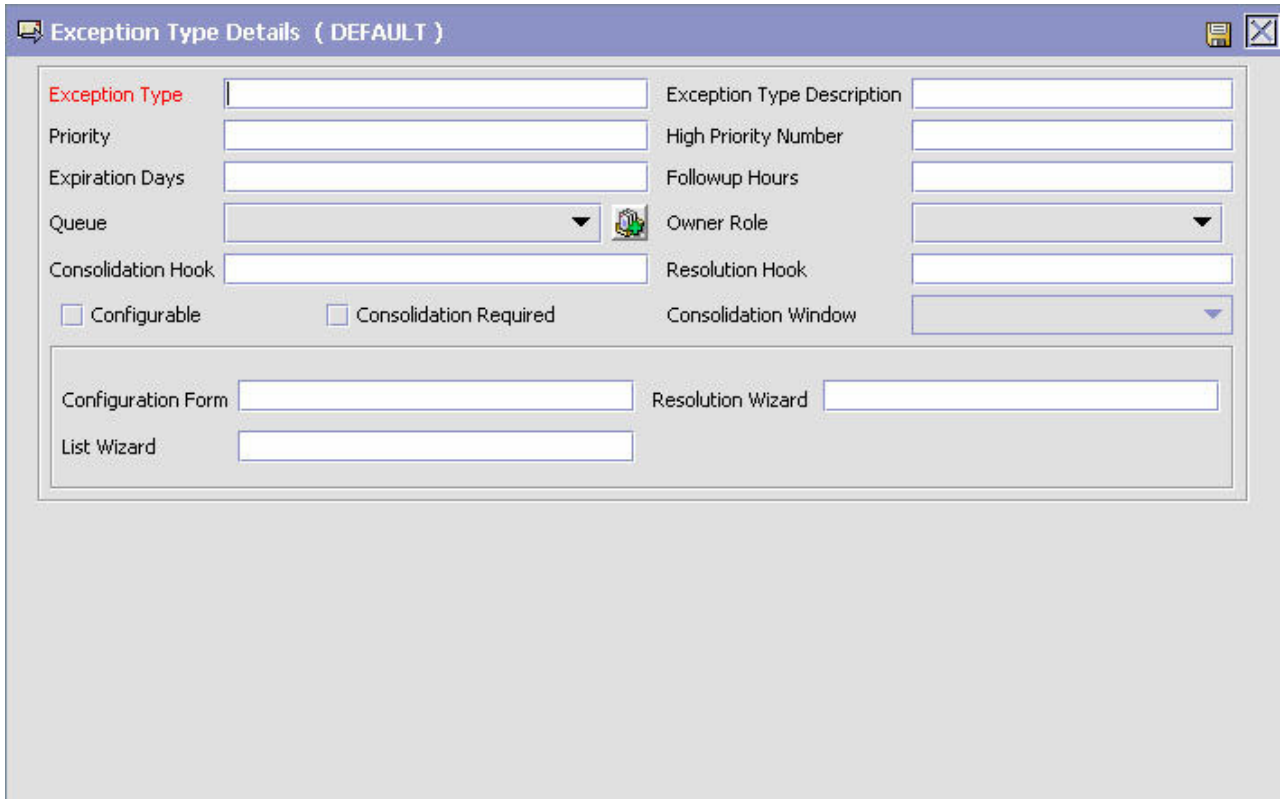 Exception Type Details ( DEFAULT )
Exception Type Exception Type Description
Priority High Priority Number
Expiration Days Followup Hours
Queue Owner Role
Consolidation Hook Resolution Hook
Configurable Consolidation Required Consolidation Window
Configuration Form Resolution Wizard
List Wizard